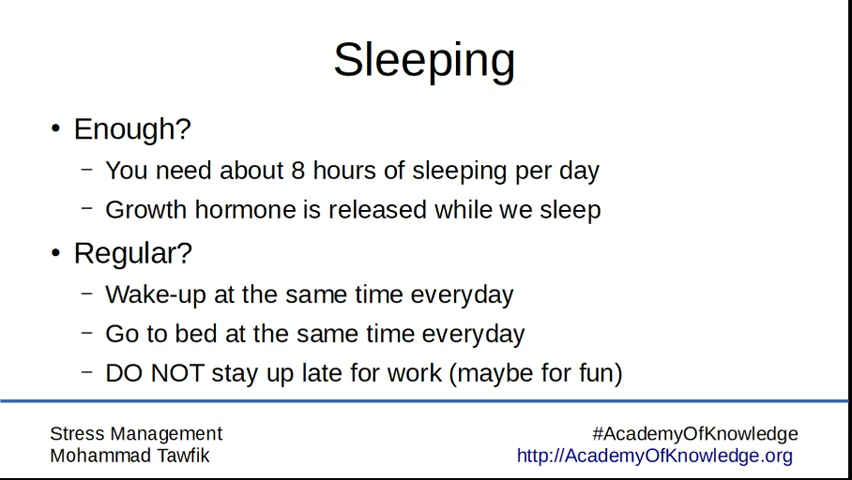 Sleeping
• Enough?
– You need about 8 hours of sleeping per day
– Growth hormone is released while we sleep
• Regular?
– Wake-up at the same time everyday
– Go to bed at the same time everyday
– DO NOT stay up late for work (maybe for fun)
Stress Management
Mohammad Tawfik
#AcademyOfKnowledge
http://AcademyOfKnowledge.org